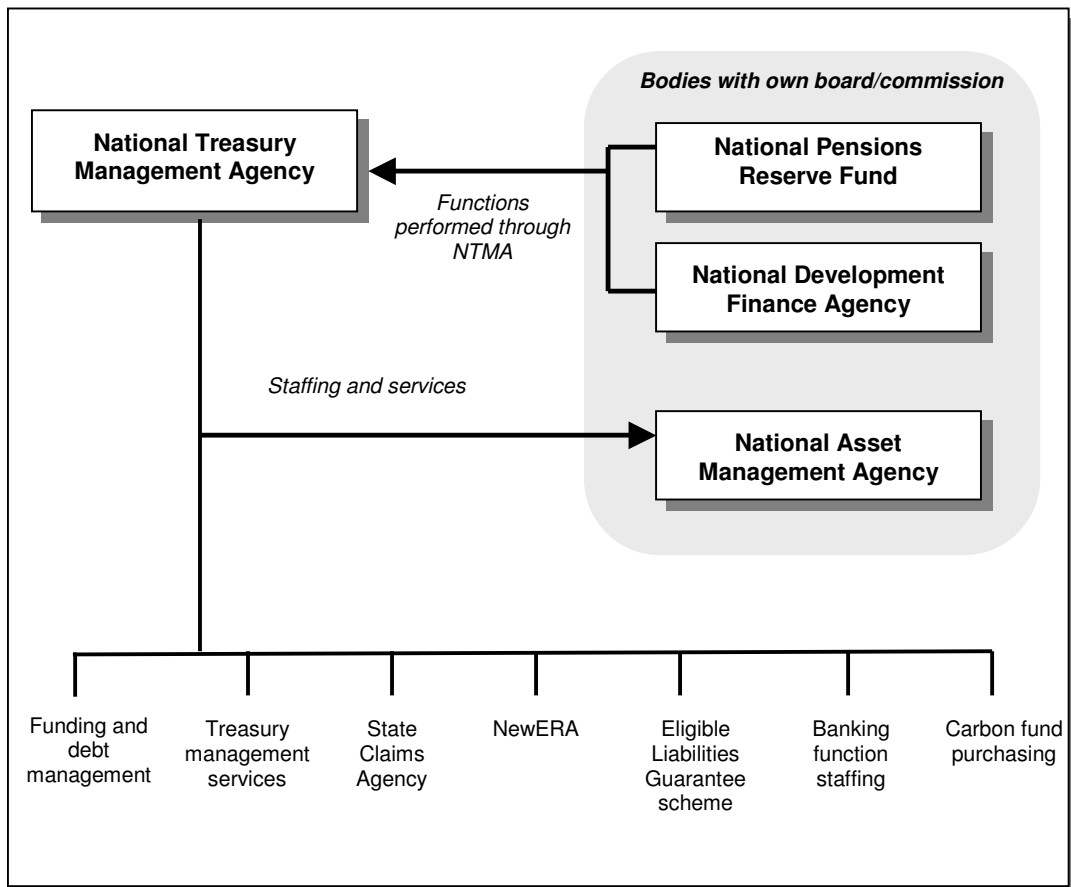 Bodies with own board/commission
National Treasury
Management Agency
National Pensions
Reserve Fund
Functions
performed through
NTMA
National Development
Finance Agency
Staffing and services
National Asset
Management Agency
Funding and
debt
management
Treasury
management
services
State
Claims
Agency
NewERA
Eligible
Liabilities
Guarantee
scheme
Banking
function
staffing
Carbon fund
purchasing